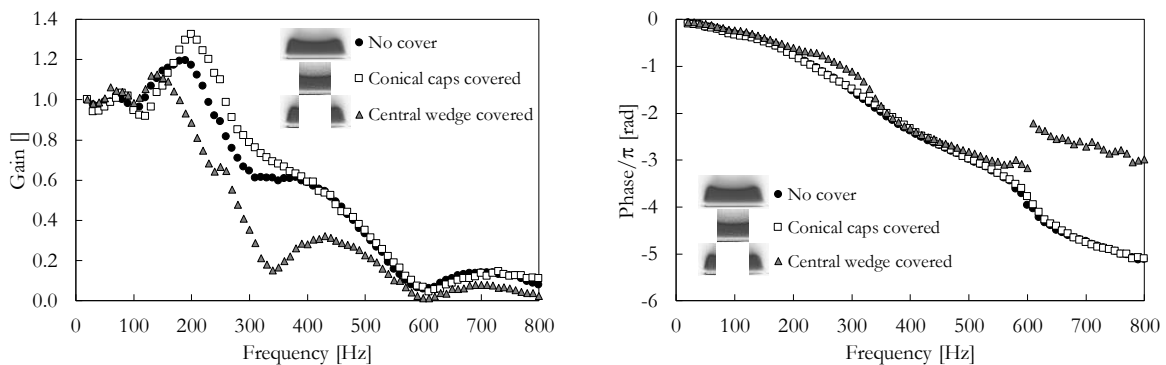 1.4
1.2
1.0
0.8
0.6
0.4
0.2
0.0
Gain []
0 100 200 300 400 500 600 700 800
Frequency [Hz]
No cover
Conical caps covered
Central wedge covered
0
-1
-2
-3
-4
-5
-6
Phase/π [rad]
0 100 200 300 400 500 600 700 800
Frequency [Hz]
No cover
Conical caps covered
Central wedge covered